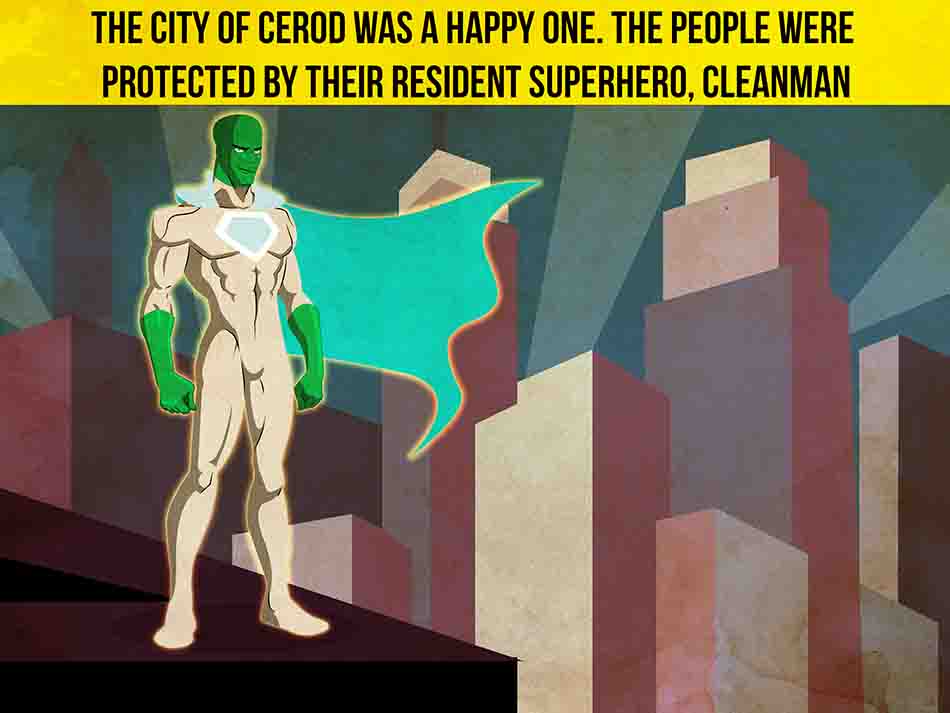 THE CITY OF CEROD WAS A HAPPY ONE. THE PEOPLE WERE
PROTECTED BY THEIR RESIDENT SUPERHERO, CLEANMAN